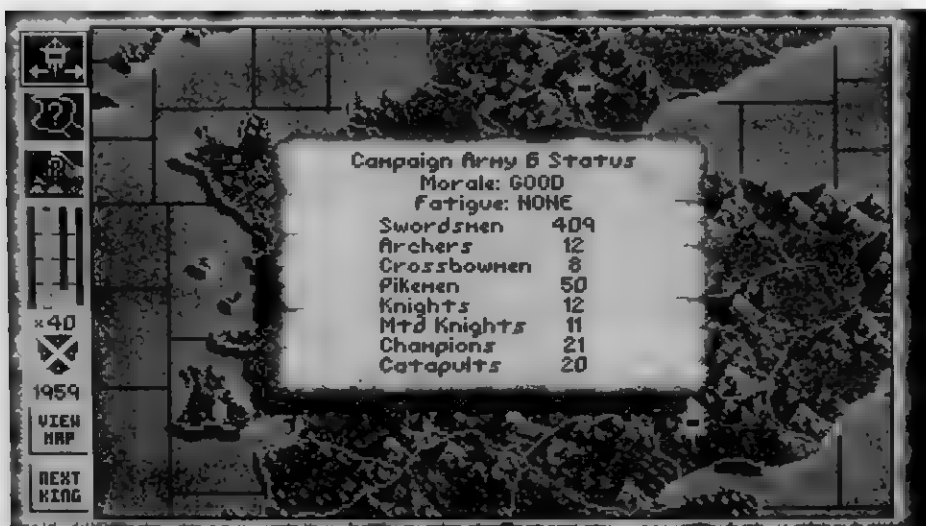 Campaign Army 6 Status
Morale: GOOD
Fatigue: NONE
Swordsmen 409
Archers 12
Crossbowmen 8
Pikemen 50
Knights 12
Mtd Knights 11
Champions 21
Catapults 20
?
×40
1959
VIEW
MAP
NEXT
KING